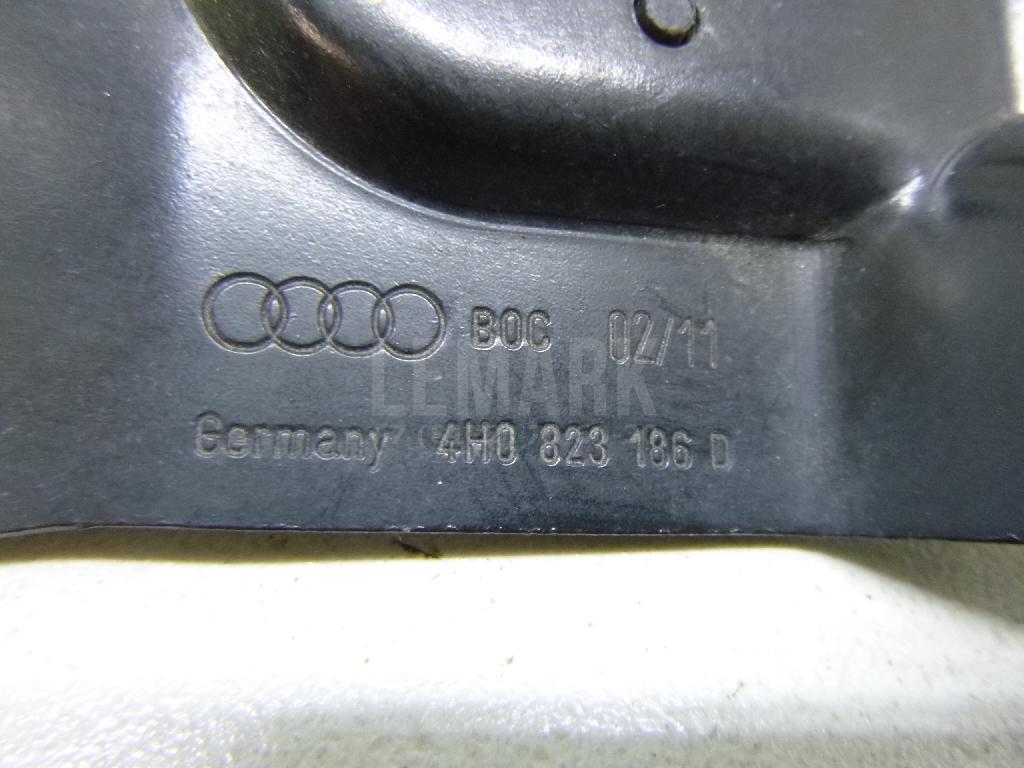 BOC 02/11
LEMARK
Germany 4H0 823 186 D